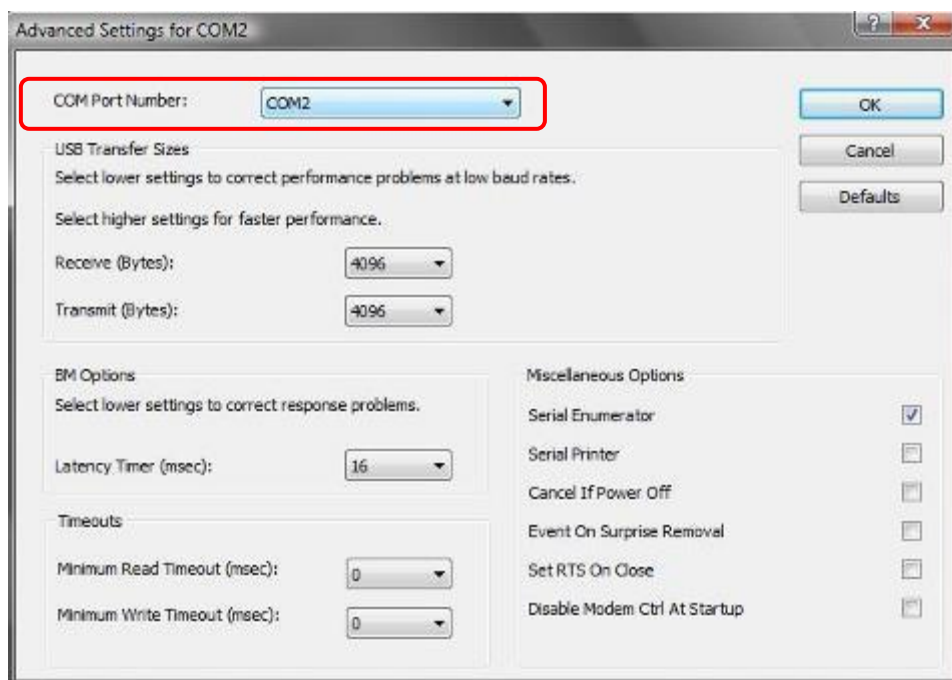 Advanced Settings for COM2
?
COM Port Number: COM2
OK
Cancel
Defaults
USB Transfer Sizes
Select lower settings to correct performance problems at low baud rates.
Select higher settings for faster performance.
Receive (Bytes): 4096
Transmit (Bytes): 4096
BM Options
Select lower settings to correct response problems.
Latency Timer (msec): 16
Timeouts
Minimum Read Timeout (msec): 0
Minimum Write Timeout (msec): 0
Miscellaneous Options
Serial Enumerator
Serial Printer
Cancel If Power Off
Event On Surprise Removal
Set RTS On Close
Disable Modem Ctrl At Startup